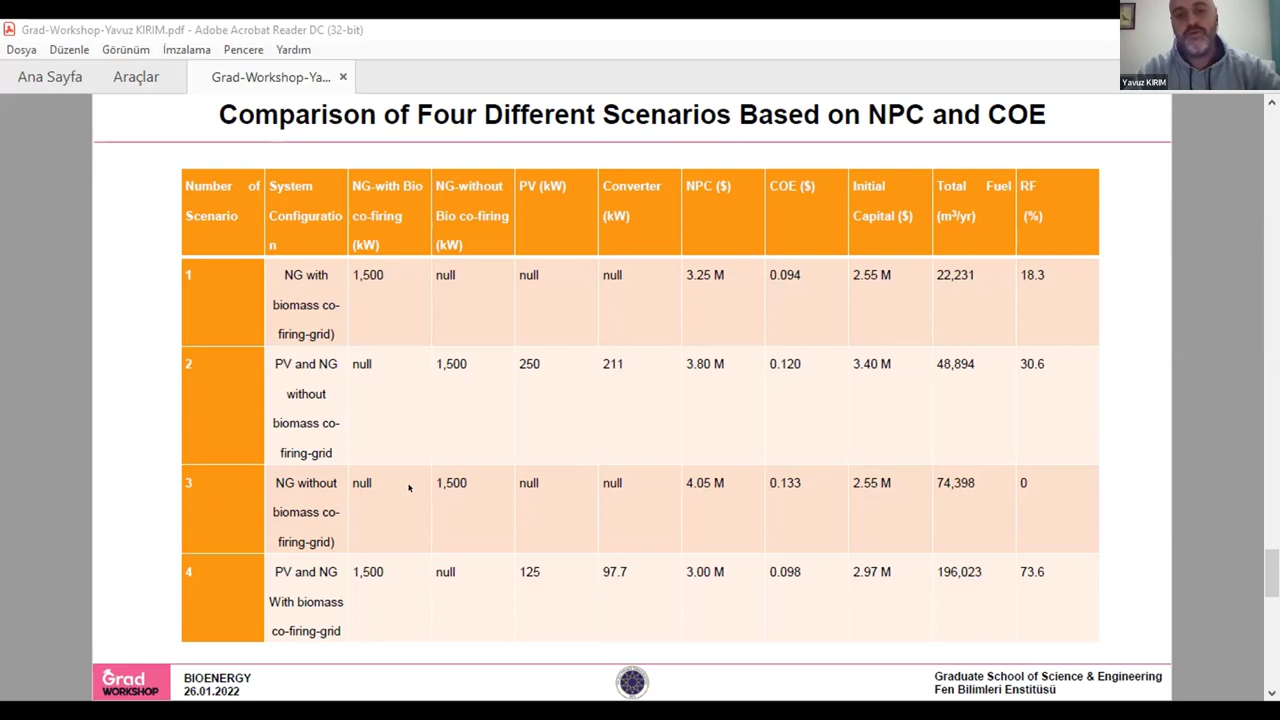 Grad-Workshop-Yavuz KIRIM.pdf - Adobe Acrobat Reader DC (32-bit)
Dosya Düzenle Görünüm İmzalama Pencere Yardım
Ana Sayfa Araçlar Grad-Workshop-Ya... ×
Yavuz KIRIM
Comparison of Four Different Scenarios Based on NPC and COE
Number of System NG-with Bio NG-without PV (kW) Converter NPC ($) COE ($) Initial Total Fuel RF
Scenario Configuratio co-firing Bio co-firing (kW) Capital ($) (m³/yr) (%)
n (kW) (kW)
1 NG with 1,500 null null null 3.25 M 0.094 2.55 M 22,231 18.3
biomass co-
firing-grid)
2 PV and NG null 1,500 250 211 3.80 M 0.120 3.40 M 48,894 30.6
without
biomass co-
firing-grid
3 NG without null 1,500 null null 4.05 M 0.133 2.55 M 74,398 0
biomass co-
firing-grid)
4 PV and NG 1,500 null 125 97.7 3.00 M 0.098 2.97 M 196,023 73.6
With biomass
co-firing-grid
Grad
WORKSHOP
BIOENERGY
26.01.2022
Graduate School of Science & Engineering
Fen Bilimleri Enstitüsü